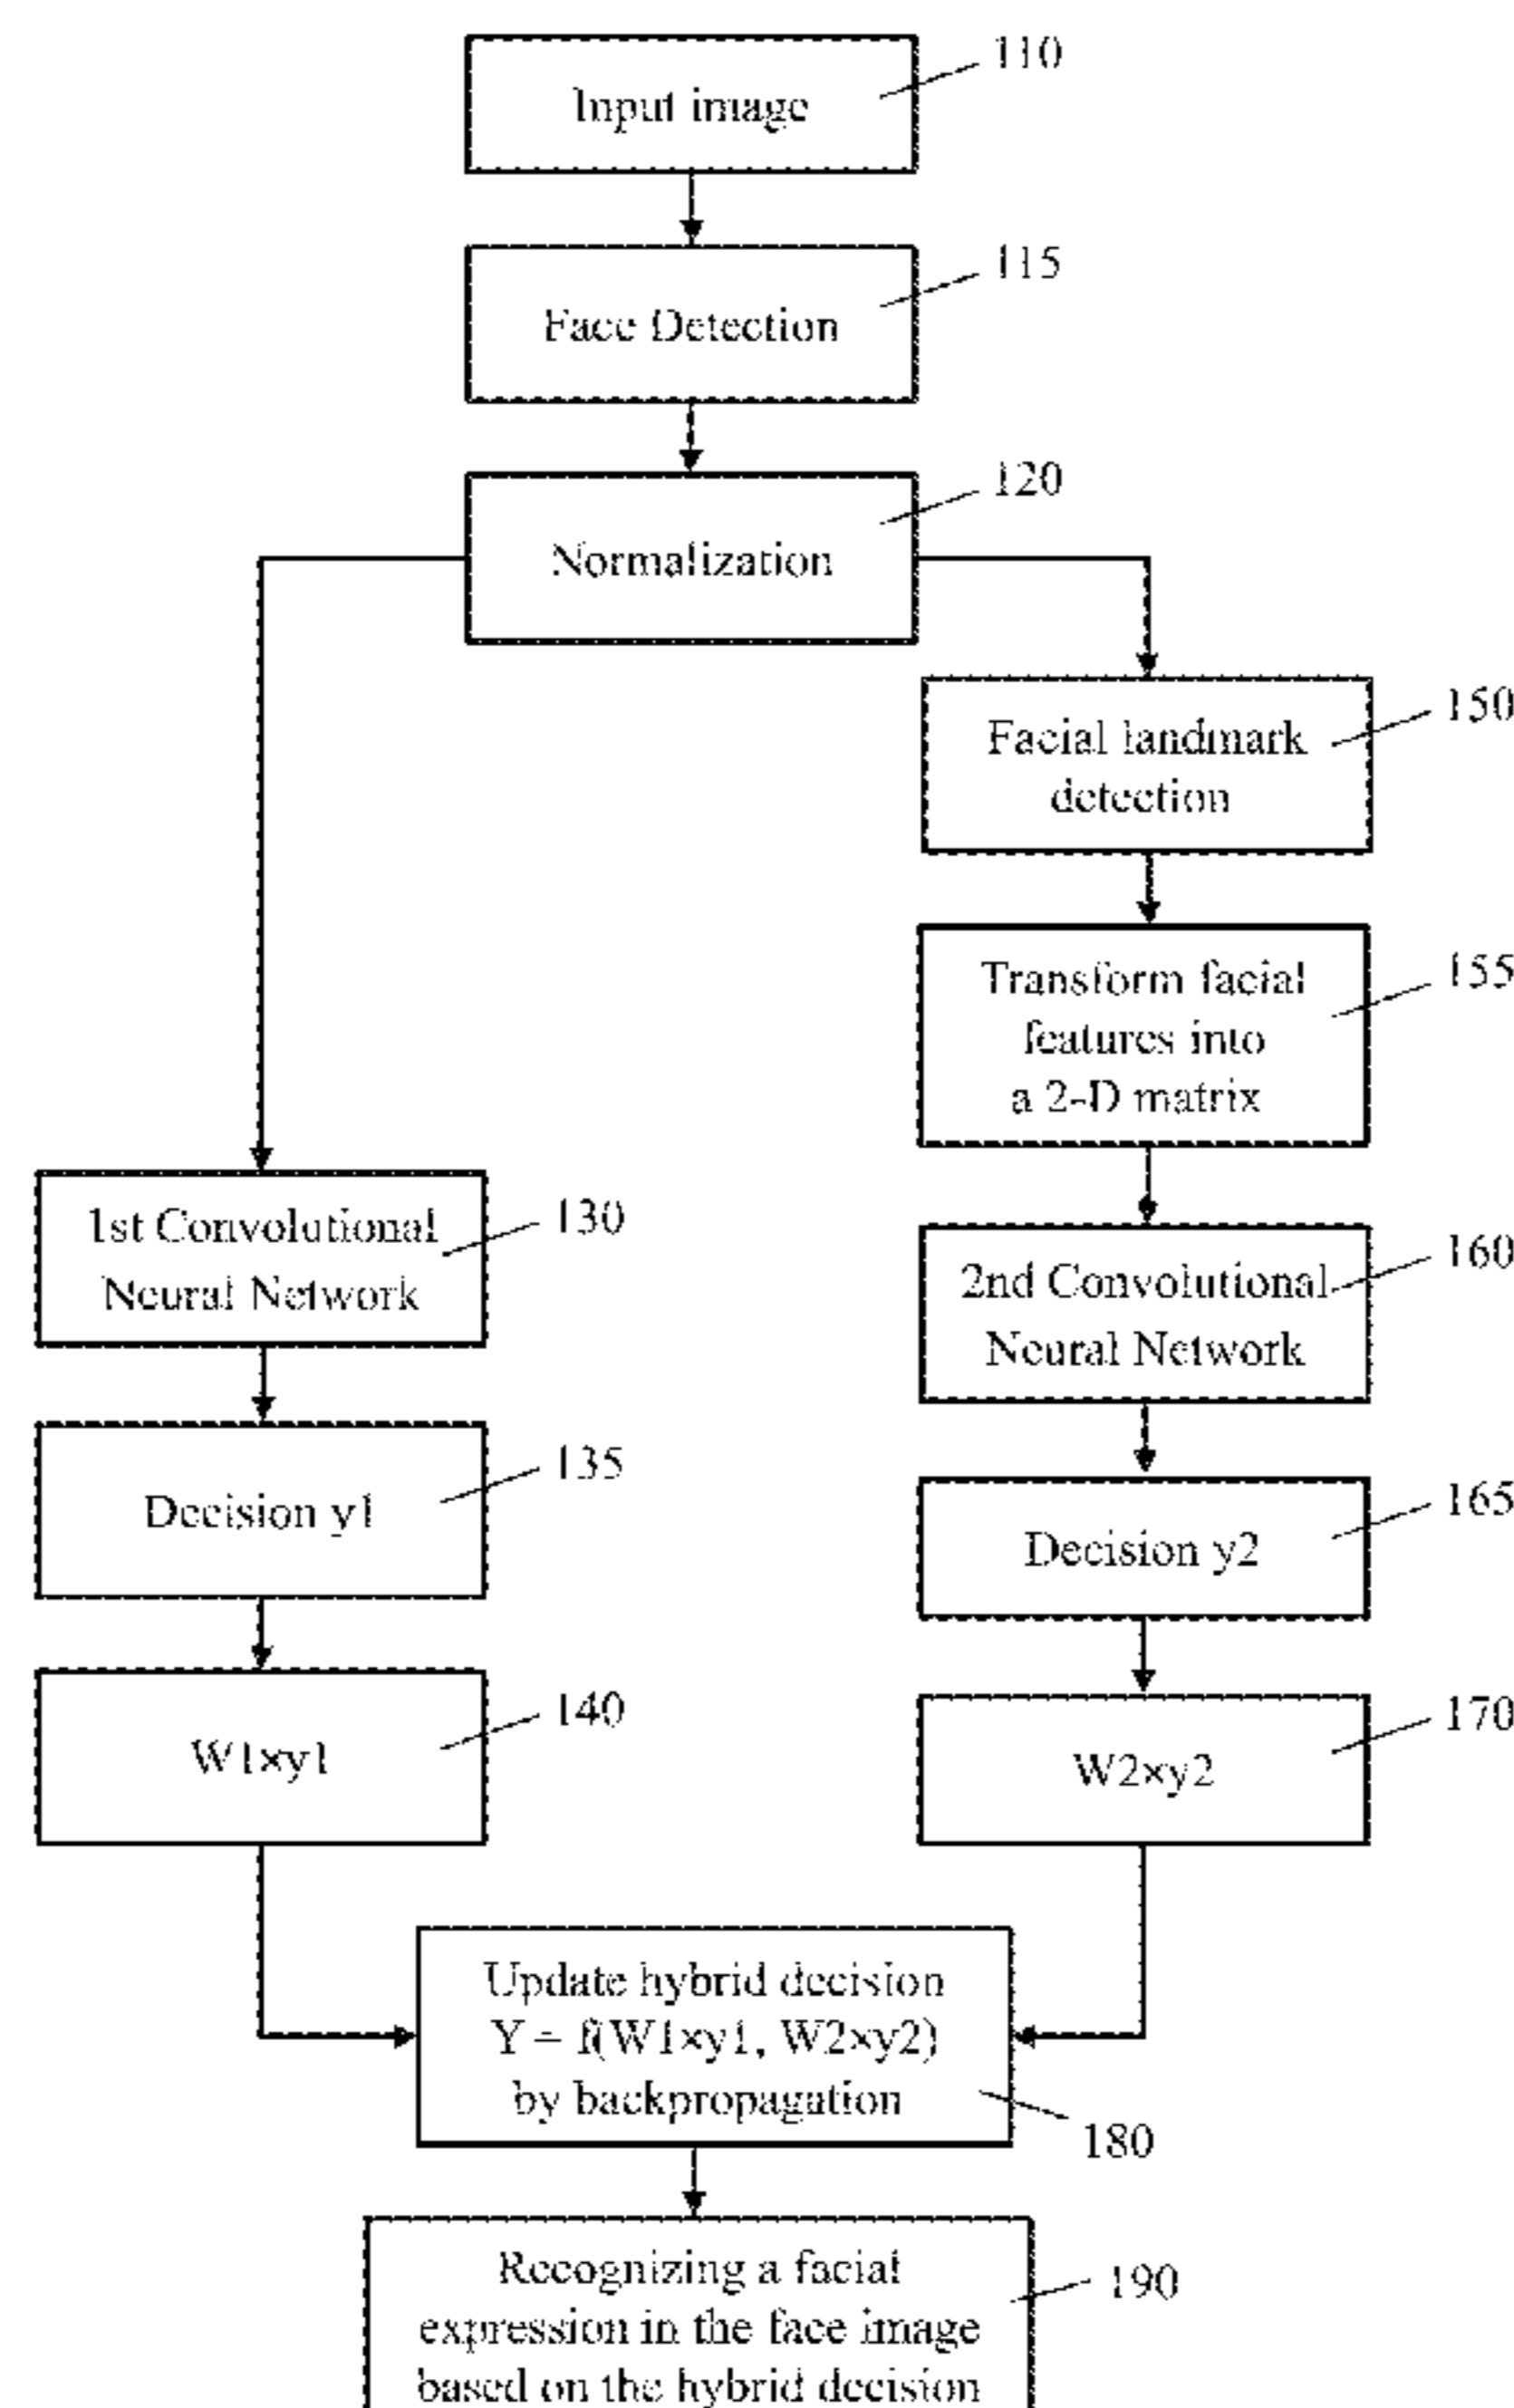 110
Input image
115
Face Detection
120
Normalization
150
Facial landmark
detection
155
Transform facial
features into
a 2-D matrix
130
1st Convolutional
Neural Network
160
2nd Convolutional
Neural Network
135
Decision y1
165
Decision y2
140
W1×y1
170
W2×y2
Update hybrid decision
Y = f(W1×y1, W2×y2)
by backpropagation
180
Recognizing a facial
expression in the face image
based on the hybrid decision
190